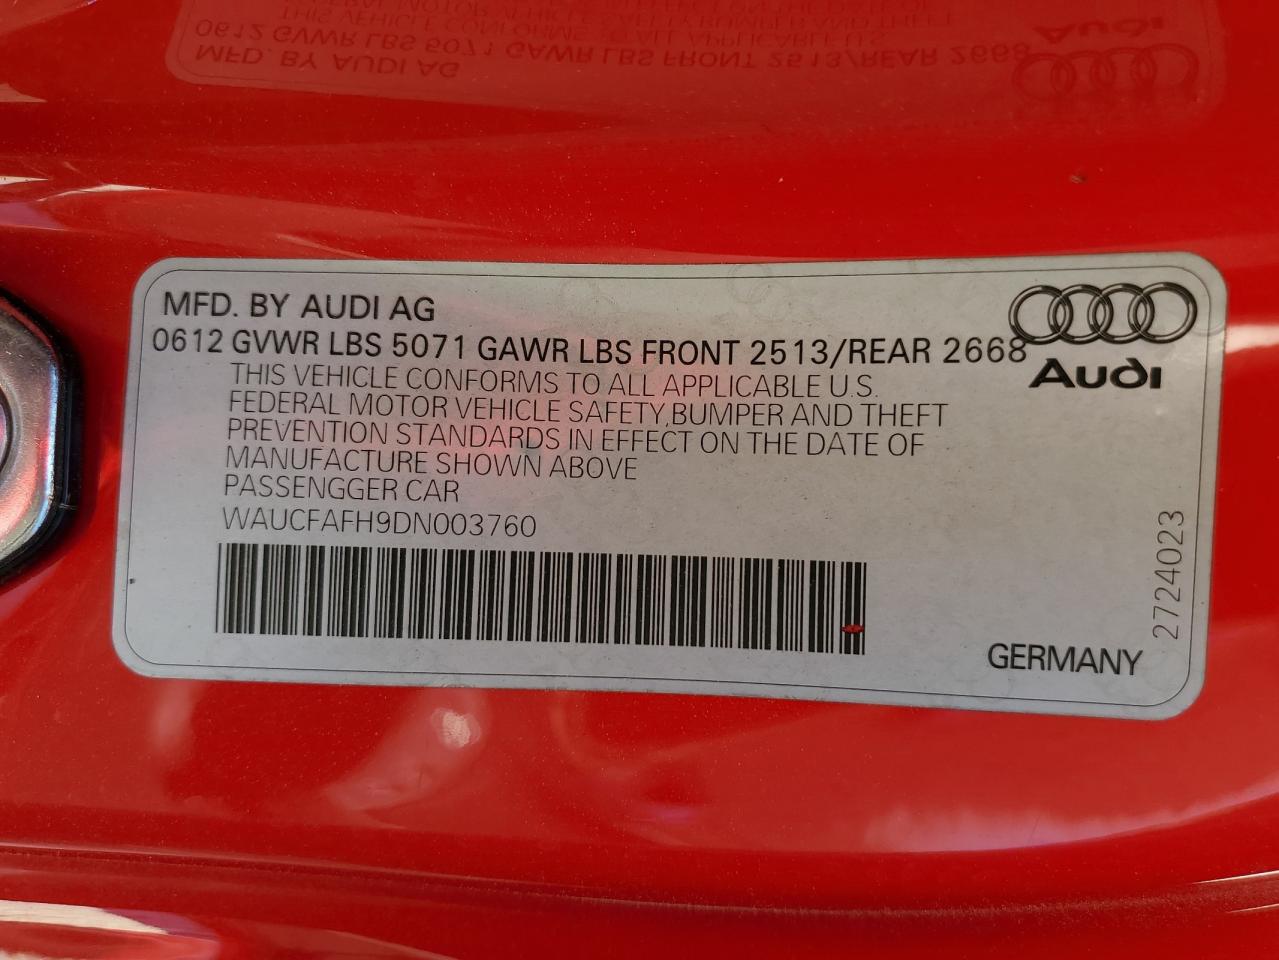 MFD. BY AUDI AG
0612 GVWR LBS 5071 GAWR LBS FRONT 2513/REAR 2668
Audi
THIS VEHICLE CONFORMS TO ALL APPLICABLE U.S.
FEDERAL MOTOR VEHICLE SAFETY,BUMPER AND THEFT
PREVENTION STANDARDS IN EFFECT ON THE DATE OF
MANUFACTURE SHOWN ABOVE
PASSENGGER CAR
WAUCFAFH9DN003760
27724023
GERMANY